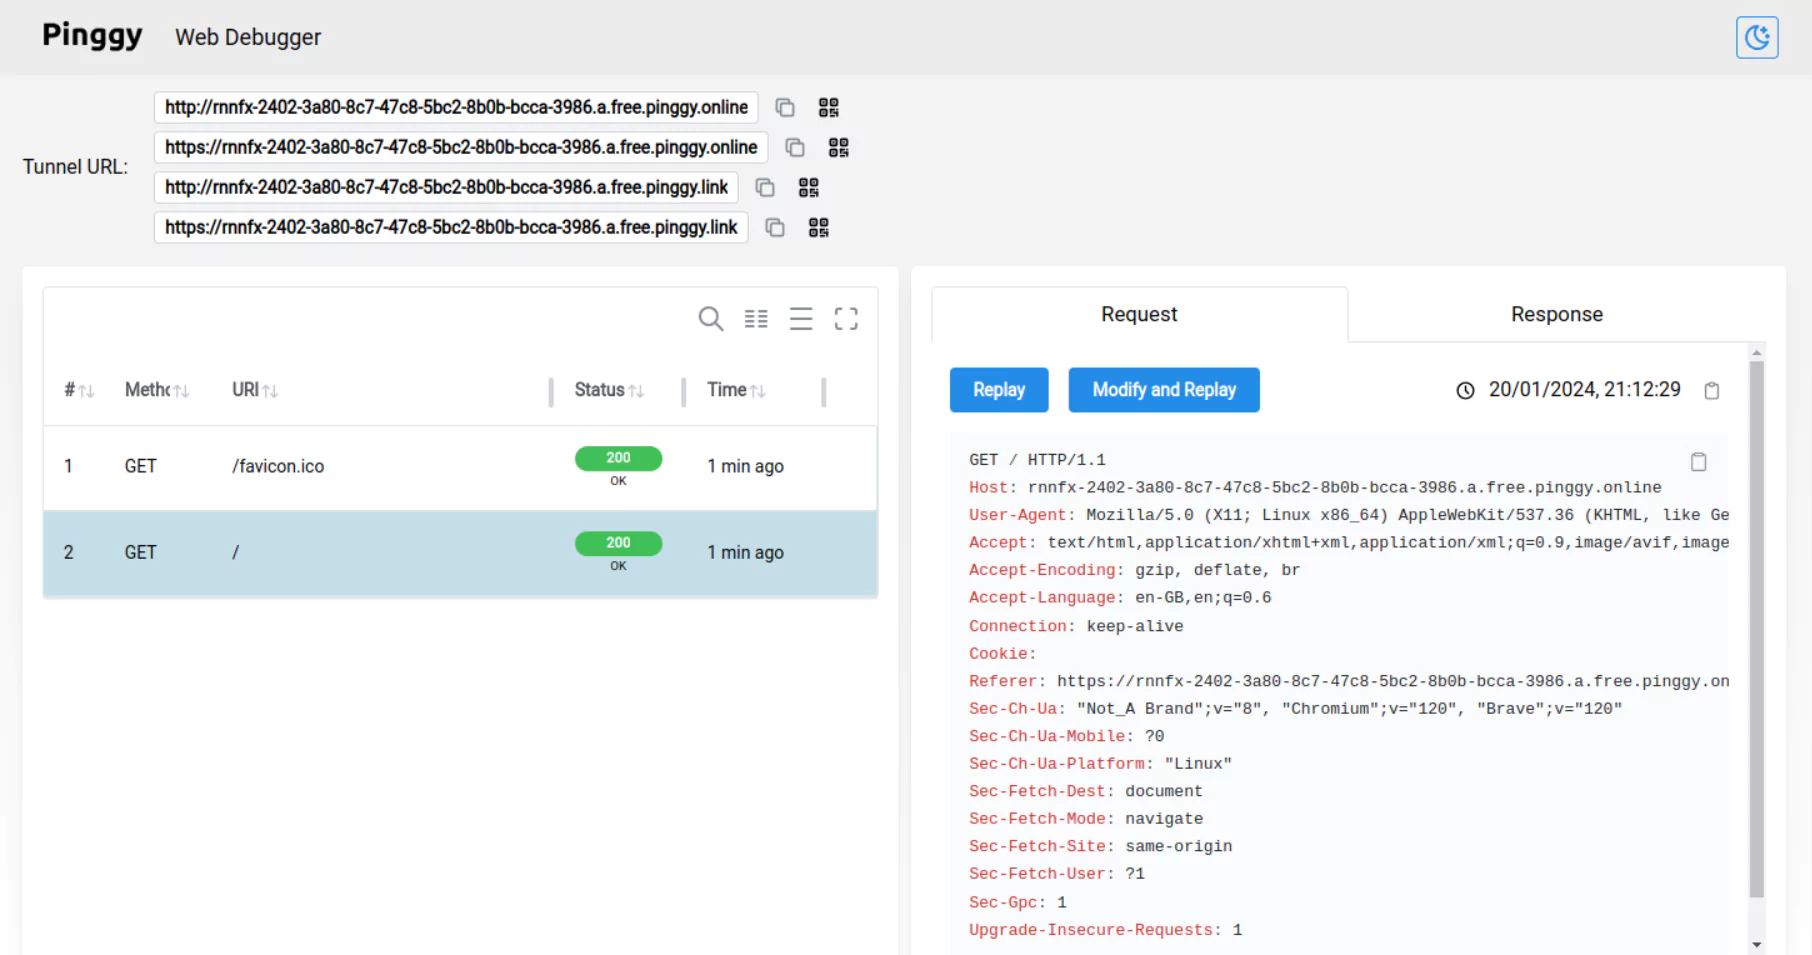 Pinggy Web Debugger
Tunnel URL:
http://rnnfx-2402-3a80-8c7-47c8-5bc2-8b0b-bcca-3986.a.free.pinggy.online
https://rnnfx-2402-3a80-8c7-47c8-5bc2-8b0b-bcca-3986.a.free.pinggy.online
http://rnnfx-2402-3a80-8c7-47c8-5bc2-8b0b-bcca-3986.a.free.pinggy.link
https://rnnfx-2402-3a80-8c7-47c8-5bc2-8b0b-bcca-3986.a.free.pinggy.link
# Metho URI Status Time
1 GET /favicon.ico 200 1 min ago
OK
2 GET / 200 1 min ago
OK
Request Response
Replay Modify and Replay 20/01/2024, 21:12:29
GET / HTTP/1.1
Host: rnnfx-2402-3a80-8c7-47c8-5bc2-8b0b-bcca-3986.a.free.pinggy.online
User-Agent: Mozilla/5.0 (X11; Linux x86_64) AppleWebKit/537.36 (KHTML, like Ge
Accept: text/html,application/xhtml+xml,application/xml;q=0.9,image/avif,image
Accept-Encoding: gzip, deflate, br
Accept-Language: en-GB,en;q=0.6
Connection: keep-alive
Cookie:
Referer: https://rnnfx-2402-3a80-8c7-47c8-5bc2-8b0b-bcca-3986.a.free.pinggy.on
Sec-Ch-Ua: "Not_A Brand";v="8", "Chromium";v="120", "Brave";v="120"
Sec-Ch-Ua-Mobile: ?0
Sec-Ch-Ua-Platform: "Linux"
Sec-Fetch-Dest: document
Sec-Fetch-Mode: navigate
Sec-Fetch-Site: same-origin
Sec-Fetch-User: ?1
Sec-Gpc: 1
Upgrade-Insecure-Requests: 1